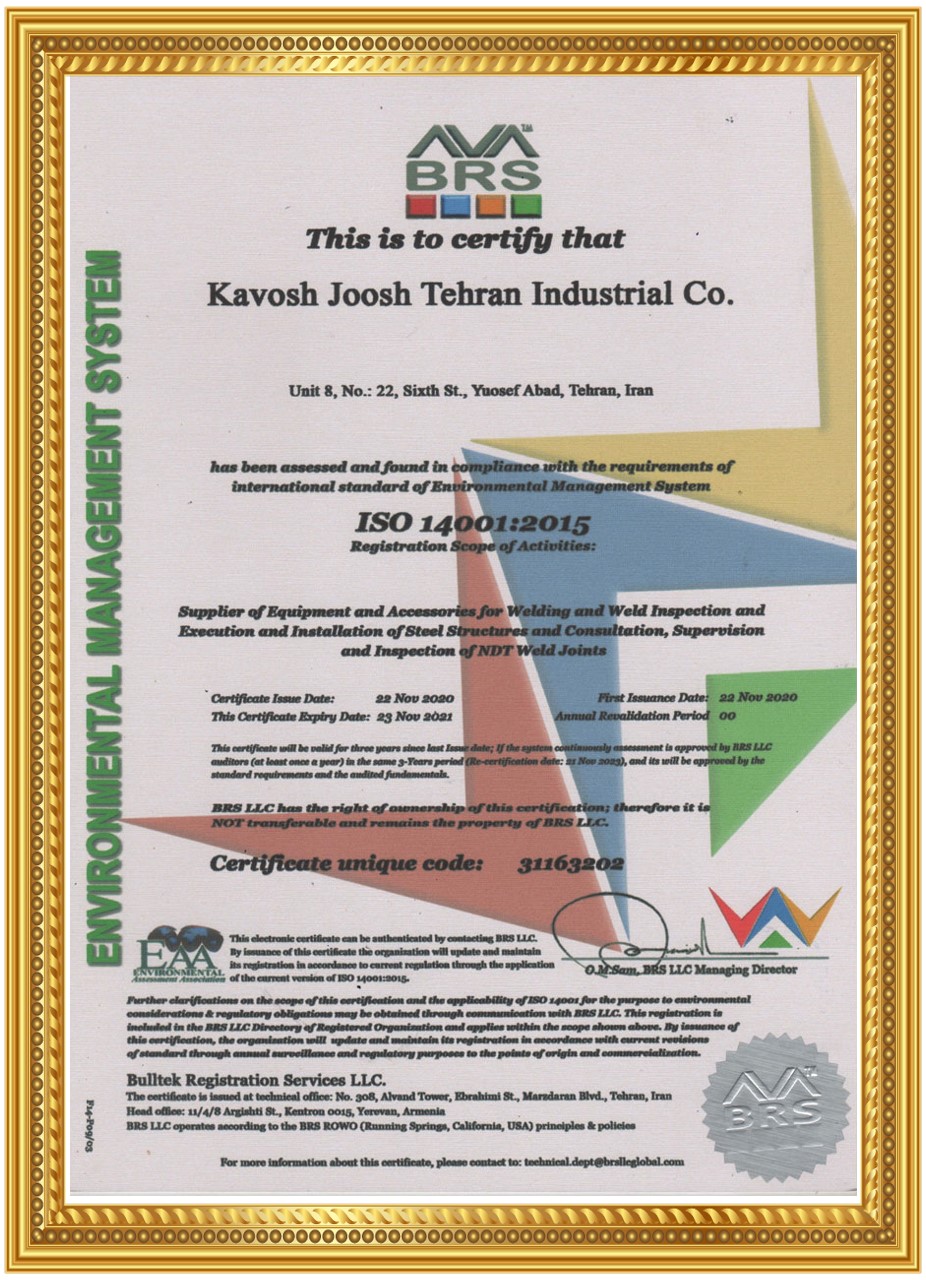 AVA™
BRS
This is to certify that
Kavosh Joosh Tehran Industrial Co.
Unit 8, No.: 22, Sixth St., Yuosef Abad, Tehran, Iran
has been assessed and found in compliance with the requirements of
international standard of Environmental Management System
ISO 14001:2015
Registration Scope of Activities:
Supplier of Equipment and Accessories for Welding and Weld Inspection and
Execution and Installation of Steel Structures and Consultation, Supervision
and Inspection of NDT Weld Joints
Certificate Issue Date: 22 Nov 2020 First Issuance Date: 22 Nov 2020
This Certificate Expiry Date: 23 Nov 2021 Annual Revalidation Period 00
This certificate will be valid for three years since last Issue date; If the system continuously assessment is approved by BRS LLC
auditors (at least once a year) in the same 3-Years period (Re-certification date: 21 Nov 2023), and its will be approved by the
standard requirements and the audited fundamentals.
BRS LLC has the right of ownership of this certification; therefore it is
NOT transferable and remains the property of BRS LLC.
Certificate unique code: 31163202
ENVIRONMENTAL MANAGEMENT SYSTEM
EAA
ENVIRONMENTAL
Assessment Association
This electronic certificate can be authenticated by contacting BRS LLC.
By issuance of this certificate the organization will update and maintain
its registration in accordance to current regulation through the application
of the current version of ISO 14001:2015.
O.M.Sam, BRS LLC Managing Director
Further clarifications on the scope of this certification and the applicability of ISO 14001 for the purpose to environmental
considerations & regulatory obligations may be obtained through communication with BRS LLC. This registration is
included in the BRS LLC Directory of Registered Organization and applies within the scope shown above. By issuance of
this certification, the organization will update and maintain its registration in accordance with current revisions
of standard through annual surveillance and regulatory purposes to the points of origin and commercialization.
Bulltek Registration Services LLC.
The certificate is issued at technical office: No. 308, Alvand Tower, Ebrahimi St., Marzdaran Blvd., Tehran, Iran
Head office: 11/4/8 Argishti St., Kentron 0015, Yerevan, Armenia
BRS LLC operates according to the BRS ROWO (Running Springs, California, USA) principles & policies
For more information about this certificate, please contact to: technical.dept@brsllcglobal.com
F14-P09/03
AVA™
BRS